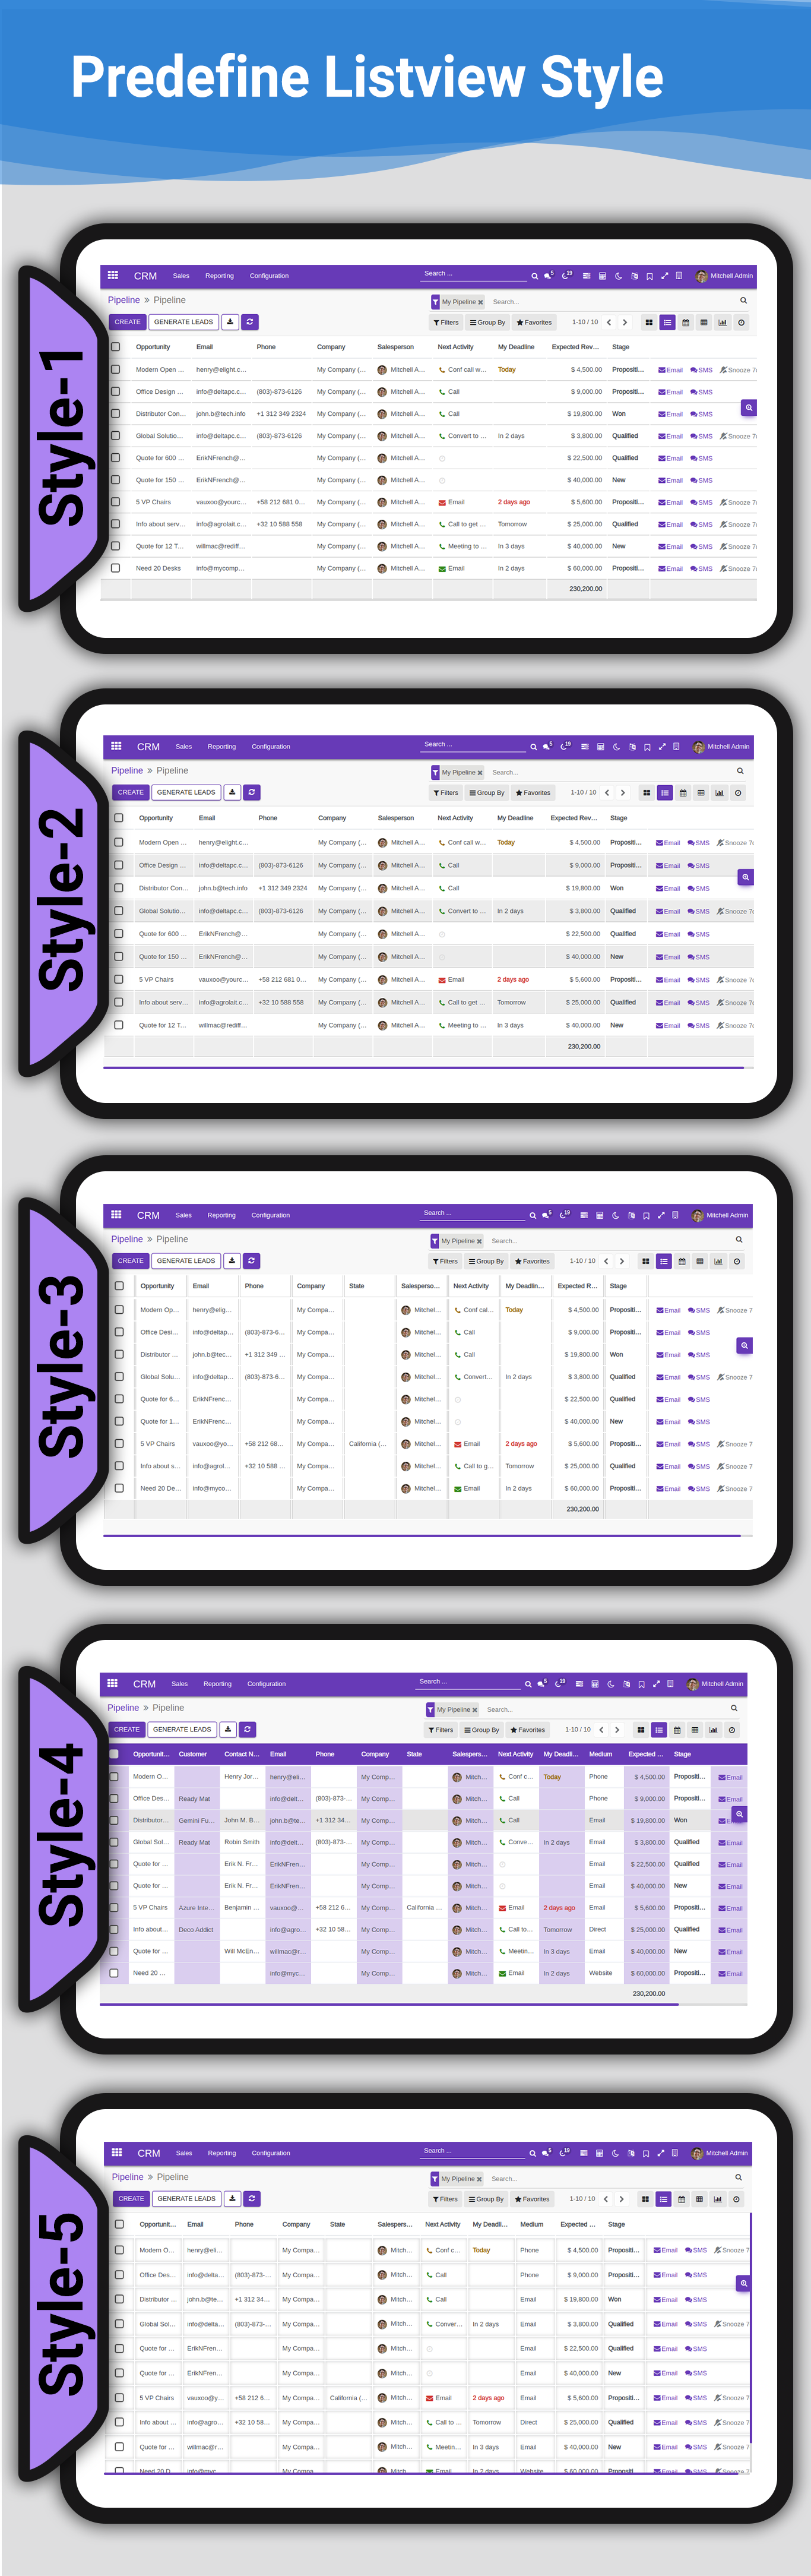 Predefine Listview Style
Style-1
CRM Sales Reporting Configuration Search ... 5 19 Mitchell Admin
Pipeline » Pipeline My Pipeline × Search...
CREATE GENERATE LEADS Filters Group By Favorites 1-10 / 10
Opportunity Email Phone Company Salesperson Next Activity My Deadline Expected Rev... Stage
Modern Open ... henry@elight.c... My Company (... Mitchell A... Conf call w... Today $ 4,500.00 Propositi... Email SMS Snooze 7
Office Design ... info@deltapc.c... (803)-873-6126 My Company (... Mitchell A... Call $ 9,000.00 Propositi... Email SMS
Distributor Con... john.b@tech.info +1 312 349 2324 My Company (... Mitchell A... Call $ 19,800.00 Won Email SMS
Global Solutio... info@deltapc.c... (803)-873-6126 My Company (... Mitchell A... Convert to ... In 2 days $ 3,800.00 Qualified Email SMS Snooze 7
Quote for 600 ... ErikNFrench@... My Company (... Mitchell A... $ 22,500.00 Qualified Email SMS
Quote for 150 ... ErikNFrench@... My Company (... Mitchell A... $ 40,000.00 New Email SMS
5 VP Chairs vauxoo@yourc... +58 212 681 0... My Company (... Mitchell A... Email 2 days ago $ 5,600.00 Propositi... Email SMS Snooze 7
Info about serv... info@agrolait.c... +32 10 588 558 My Company (... Mitchell A... Call to get ... Tomorrow $ 25,000.00 Qualified Email SMS Snooze 7
Quote for 12 T... willmac@rediff... My Company (... Mitchell A... Meeting to ... In 3 days $ 40,000.00 New Email SMS Snooze 7
Need 20 Desks info@mycomp... My Company (... Mitchell A... Email In 2 days $ 60,000.00 Propositi... Email SMS Snooze 7
230,200.00
Style-2
CRM Sales Reporting Configuration Search ... 5 19 Mitchell Admin
Pipeline » Pipeline My Pipeline × Search...
CREATE GENERATE LEADS Filters Group By Favorites 1-10 / 10
Opportunity Email Phone Company Salesperson Next Activity My Deadline Expected Rev... Stage
Modern Open ... henry@elight.c... My Company (... Mitchell A... Conf call w... Today $ 4,500.00 Propositi... Email SMS Snooze 7
Office Design ... info@deltapc.c... (803)-873-6126 My Company (... Mitchell A... Call $ 9,000.00 Propositi... Email SMS
Distributor Con... john.b@tech.info +1 312 349 2324 My Company (... Mitchell A... Call $ 19,800.00 Won Email SMS
Global Solutio... info@deltapc.c... (803)-873-6126 My Company (... Mitchell A... Convert to ... In 2 days $ 3,800.00 Qualified Email SMS Snooze 7
Quote for 600 ... ErikNFrench@... My Company (... Mitchell A... $ 22,500.00 Qualified Email SMS
Quote for 150 ... ErikNFrench@... My Company (... Mitchell A... $ 40,000.00 New Email SMS
5 VP Chairs vauxoo@yourc... +58 212 681 0... My Company (... Mitchell A... Email 2 days ago $ 5,600.00 Propositi... Email SMS Snooze 7
Info about serv... info@agrolait.c... +32 10 588 558 My Company (... Mitchell A... Call to get ... Tomorrow $ 25,000.00 Qualified Email SMS Snooze 7
Quote for 12 T... willmac@rediff... My Company (... Mitchell A... Meeting to ... In 3 days $ 40,000.00 New Email SMS Snooze 7
230,200.00
Style-3
CRM Sales Reporting Configuration Search ... 5 19 Mitchell Admin
Pipeline » Pipeline My Pipeline × Search...
CREATE GENERATE LEADS Filters Group By Favorites 1-10 / 10
Opportunity Email Phone Company State Salesperso... Next Activity My Deadlin... Expected R... Stage
Modern Op... henry@elig... My Compa... Mitchel... Conf cal... Today $ 4,500.00 Propositi... Email SMS Snooze 7
Office Desi... info@deltap... (803)-873-6... My Compa... Mitchel... Call $ 9,000.00 Propositi... Email SMS
Distributor ... john.b@tec... +1 312 349 ... My Compa... Mitchel... Call $ 19,800.00 Won Email SMS
Global Solu... info@deltap... (803)-873-6... My Compa... Mitchel... Convert... In 2 days $ 3,800.00 Qualified Email SMS Snooze 7
Quote for 6... ErikNFrenc... My Compa... Mitchel... $ 22,500.00 Qualified Email SMS
Quote for 1... ErikNFrenc... My Compa... Mitchel... $ 40,000.00 New Email SMS
5 VP Chairs vauxoo@yo... +58 212 68... My Compa... California (... Mitchel... Email 2 days ago $ 5,600.00 Propositi... Email SMS Snooze 7
Info about s... info@agrol... +32 10 588 ... My Compa... Mitchel... Call to g... Tomorrow $ 25,000.00 Qualified Email SMS Snooze 7
Need 20 De... info@myco... My Compa... Mitchel... Email In 2 days $ 60,000.00 Propositi... Email SMS Snooze 7
230,200.00
Style-4
CRM Sales Reporting Configuration Search ... 5 19 Mitchell Admin
Pipeline » Pipeline My Pipeline × Search...
CREATE GENERATE LEADS Filters Group By Favorites 1-10 / 10
Opportunit... Customer Contact N... Email Phone Company State Salespers... Next Activity My Deadli... Medium Expected ... Stage
Modern O... Henry Jor... henry@eli... My Comp... Mitch... Conf c... Today Phone $ 4,500.00 Propositi... Email
Office Des... Ready Mat info@delt... (803)-873-... My Comp... Mitch... Call Phone $ 9,000.00 Propositi... Email
Distributor... Gemini Fu... John M. B... john.b@te... +1 312 34... My Comp... Mitch... Call Email $ 19,800.00 Won
Global Sol... Ready Mat Robin Smith info@delt... (803)-873-... My Comp... Mitch... Conve... In 2 days Email $ 3,800.00 Qualified Email
Quote for ... Erik N. Fr... ErikNFren... My Comp... Mitch... Email $ 22,500.00 Qualified Email
Quote for ... Erik N. Fr... ErikNFren... My Comp... Mitch... Email $ 40,000.00 New Email
5 VP Chairs Azure Inte... Benjamin ... vauxoo@... +58 212 6... My Comp... California ... Mitch... Email 2 days ago Email $ 5,600.00 Propositi... Email
Info about... Deco Addict info@agro... +32 10 58... My Comp... Mitch... Call to... Tomorrow Direct $ 25,000.00 Qualified Email
Quote for ... Will McEn... willmac@r... My Comp... Mitch... Meetin... In 3 days Email $ 40,000.00 New Email
Need 20 ... info@myc... My Comp... Mitch... Email In 2 days Website $ 60,000.00 Propositi... Email
230,200.00
Style-5
CRM Sales Reporting Configuration Search ... 5 19 Mitchell Admin
Pipeline » Pipeline My Pipeline × Search...
CREATE GENERATE LEADS Filters Group By Favorites 1-10 / 10
Opportunit... Email Phone Company State Salespers... Next Activity My Deadli... Medium Expected ... Stage
Modern O... henry@eli... My Compa... Mitch... Conf c... Today Phone $ 4,500.00 Propositi... Email SMS Snooze 7
Office Des... info@delta... (803)-873-... My Compa... Mitch... Call Phone $ 9,000.00 Propositi... Email SMS
Distributor... john.b@te... +1 312 34... My Compa... Mitch... Call Email $ 19,800.00 Won Email SMS
Global Sol... info@delta... (803)-873-... My Compa... Mitch... Conver... In 2 days Email $ 3,800.00 Qualified Email SMS Snooze 7
Quote for ... ErikNFren... My Compa... Mitch... Email $ 22,500.00 Qualified Email SMS
Quote for ... ErikNFren... My Compa... Mitch... Email $ 40,000.00 New Email SMS
5 VP Chairs vauxoo@y... +58 212 6... My Compa... California (... Mitch... Email 2 days ago Email $ 5,600.00 Propositi... Email SMS Snooze 7
Info about ... info@agro... +32 10 58... My Compa... Mitch... Call to ... Tomorrow Direct $ 25,000.00 Qualified Email SMS Snooze 7
Quote for ... willmac@r... My Compa... Mitch... Meetin... In 3 days Email $ 40,000.00 New Email SMS Snooze 7
Need 20 D... info@myc... My Compa... Mitch... Email In 2 days Website $ 60,000.00 Propositi... Email SMS Snooze 7